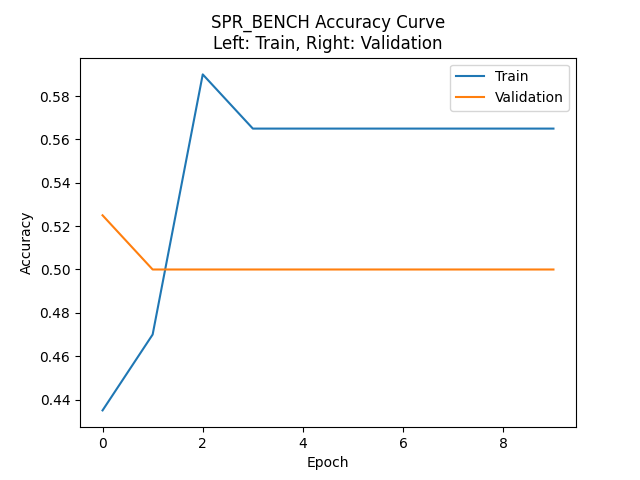 SPR_BENCH Accuracy Curve
Left: Train, Right: Validation
Train
Validation
0.58
0.56
0.54
0.52
0.50
0.48
0.46
0.44
Accuracy
0 2 4 6 8
Epoch